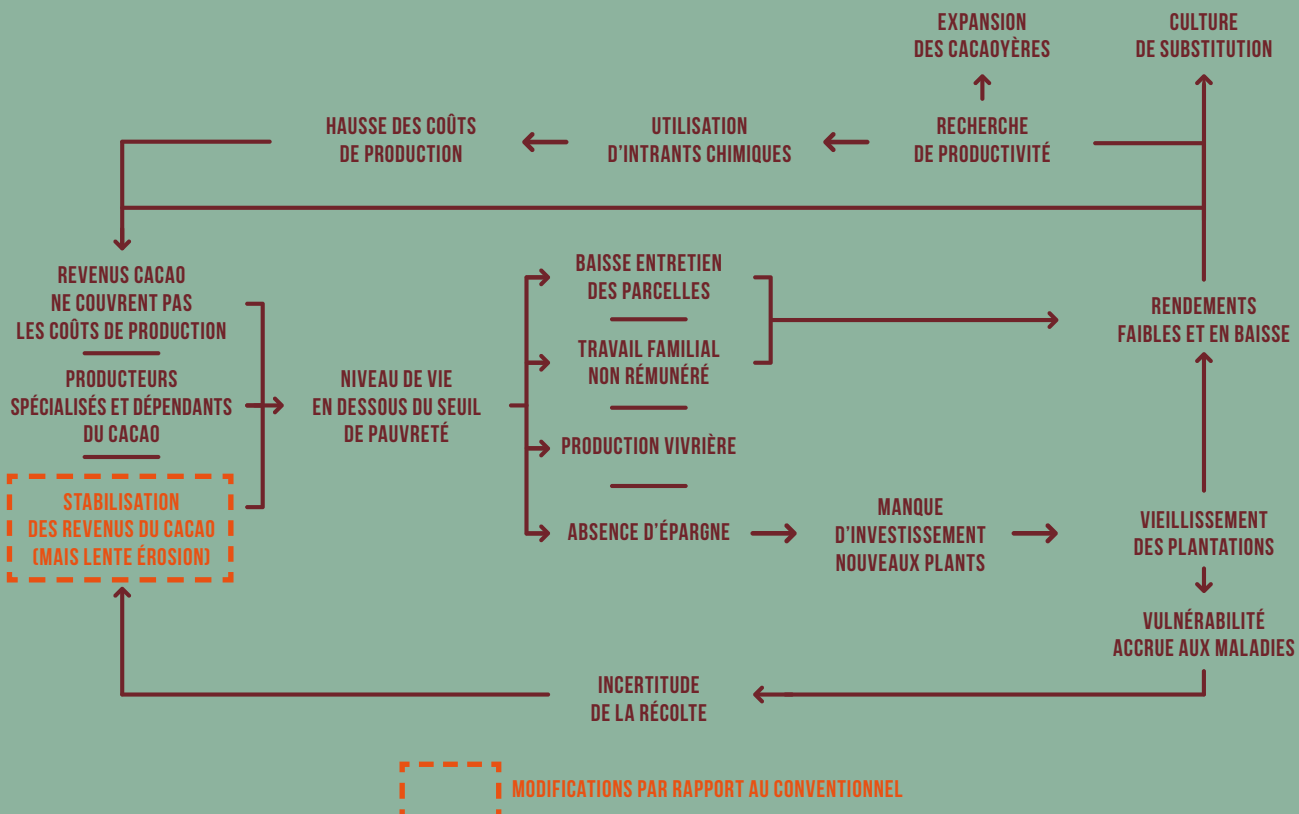 EXPANSION
DES CACAOYÈRES
CULTURE
DE SUBSTITUTION
HAUSSE DES COÛTS
DE PRODUCTION
UTILISATION
D'INTRANTS CHIMIQUES
RECHERCHE
DE PRODUCTIVITÉ
REVENUS CACAO
NE COUVRENT PAS
LES COÛTS DE PRODUCTION
PRODUCTEURS
SPÉCIALISÉS ET DÉPENDANTS
DU CACAO
STABILISATION
DES REVENUS DU CACAO
(MAIS LENTE ÉROSION)
NIVEAU DE VIE
EN DESSOUS DU SEUIL
DE PAUVRETÉ
BAISSE ENTRETIEN
DES PARCELLES
TRAVAIL FAMILIAL
NON RÉMUNÉRÉ
PRODUCTION VIVRIÈRE
ABSENCE D'ÉPARGNE
MANQUE
D'INVESTISSEMENT
NOUVEAUX PLANTS
RENDEMENTS
FAIBLES ET EN BAISSE
VIEILLISSEMENT
DES PLANTATIONS
VULNÉRABILITÉ
ACCRUE AUX MALADIES
INCERTITUDE
DE LA RÉCOLTE
MODIFICATIONS PAR RAPPORT AU CONVENTIONNEL